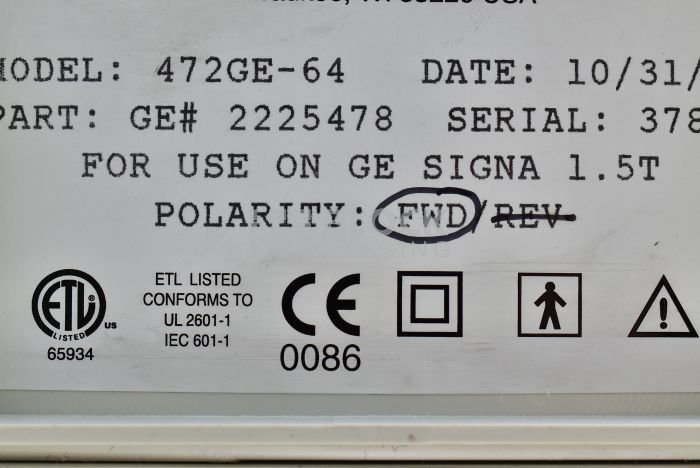 MODEL: 472GE-64 DATE: 10/31/
PART: GE# 2225478 SERIAL: 378
FOR USE ON GE SIGNA 1.5T
POLARITY: FWD/REV
ETL LISTED
CONFORMS TO
UL 2601-1
IEC 601-1
ETL ® US
LISTED
65934
CE
0086